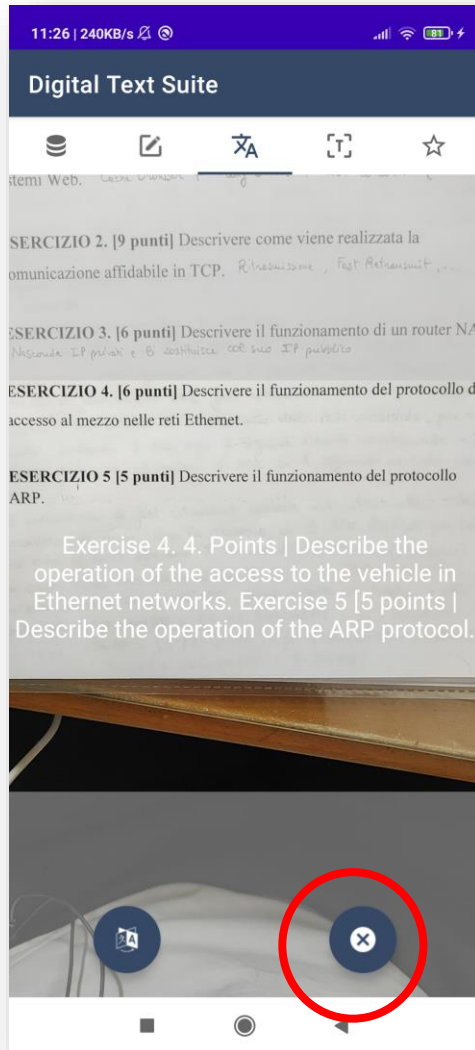 11:26 | 240KB/s
81
Digital Text Suite
stemi Web.
SERCIZIO 2. [9 punti] Descrivere come viene realizzata la
omunicazione affidabile in TCP. Ritrasmissione, Fast Retransmit, ...
ESERCIZIO 3. [6 punti] Descrivere il funzionamento di un router NA
Nasconde IP privati e li sostituisce col suo IP pubblico
ESERCIZIO 4. [6 punti] Descrivere il funzionamento del protocollo d
accesso al mezzo nelle reti Ethernet.
ESERCIZIO 5 [5 punti] Descrivere il funzionamento del protocollo
ARP.
Exercise 4. 4. Points | Describe the
operation of the access to the vehicle in
Ethernet networks. Exercise 5 [5 points |
Describe the operation of the ARP protocol.